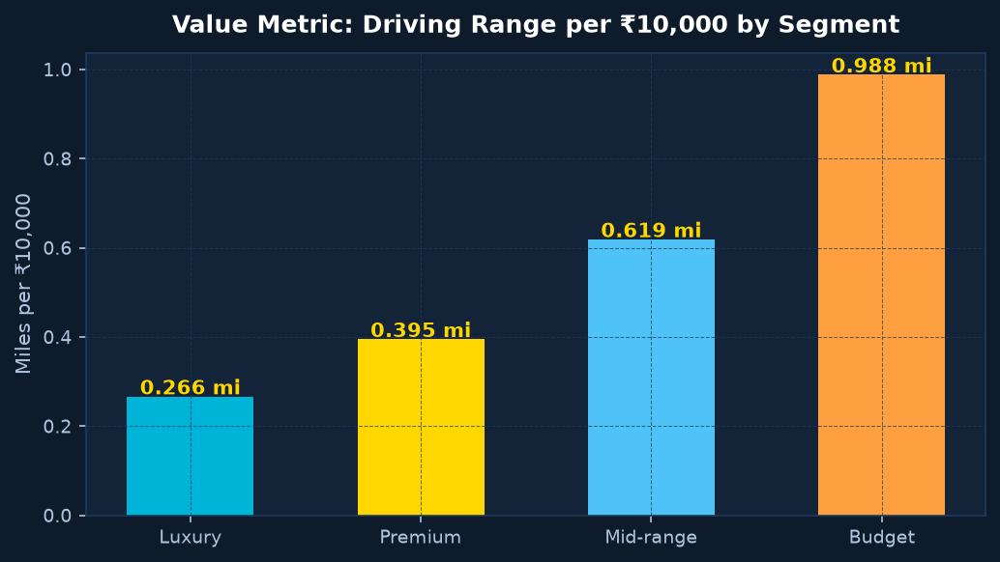 Value Metric: Driving Range per ₹10,000 by Segment
Miles per ₹10,000
1.0
0.8
0.6
0.4
0.2
0.0
0.266 mi
0.395 mi
0.619 mi
0.988 mi
Luxury
Premium
Mid-range
Budget